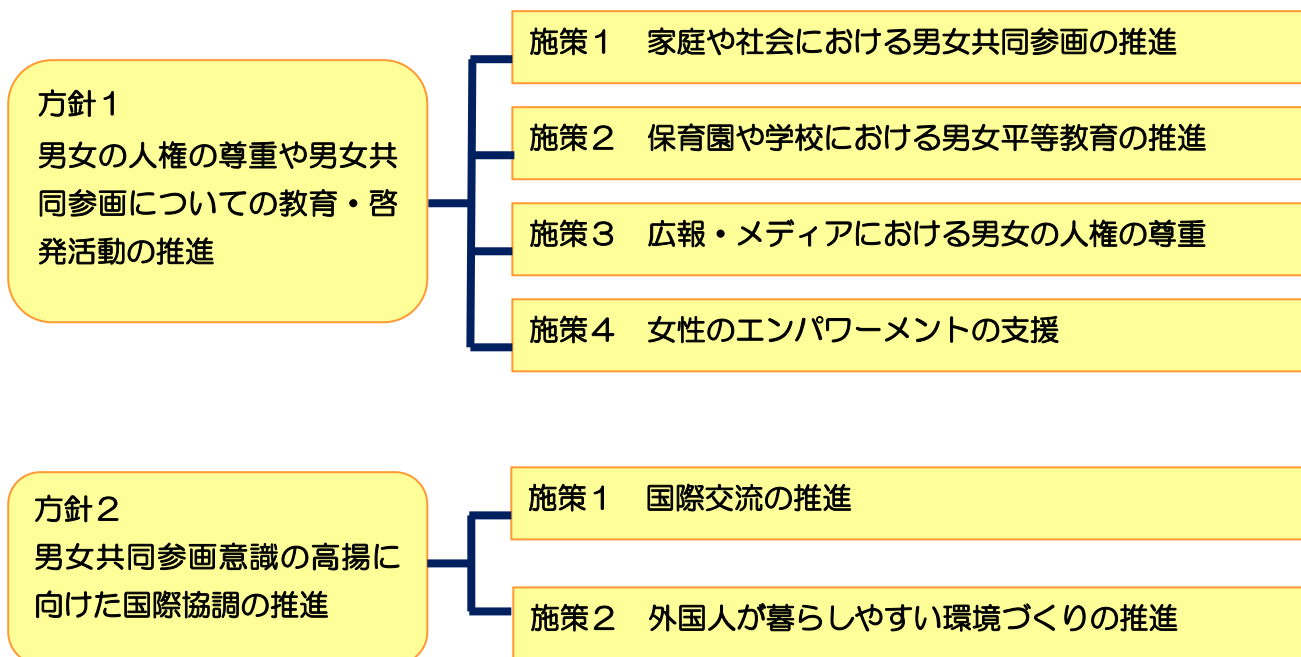 方針１
男女の人権の尊重や男女共
同参画についての教育・啓
発活動の推進
施策１　家庭や社会における男女共同参画の推進
施策２　保育園や学校における男女平等教育の推進
施策３　広報・メディアにおける男女の人権の尊重
施策４　女性のエンパワーメントの支援
方針２
男女共同参画意識の高揚に
向けた国際協調の推進
施策１　国際交流の推進
施策２　外国人が暮らしやすい環境づくりの推進